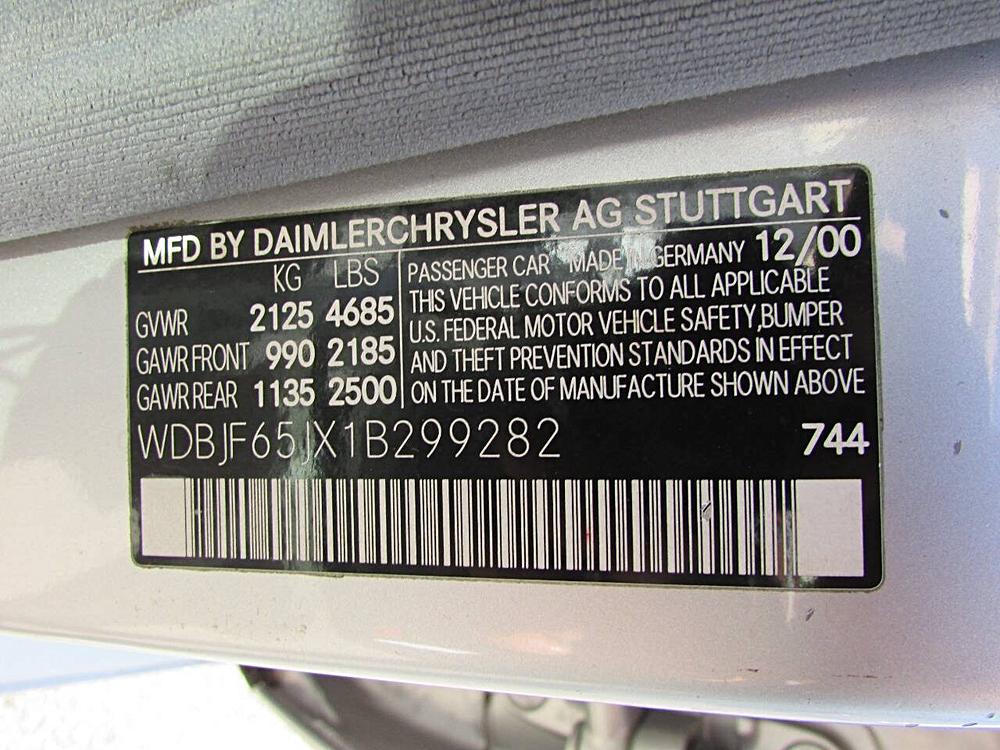 MFD BY DAIMLERCHRYSLER AG STUTTGART
KG LBS
GVWR 2125 4685
GAWR FRONT 990 2185
GAWR REAR 1135 2500
PASSENGER CAR MADE IN GERMANY 12/00
THIS VEHICLE CONFORMS TO ALL APPLICABLE
U.S. FEDERAL MOTOR VEHICLE SAFETY,BUMPER
AND THEFT PREVENTION STANDARDS IN EFFECT
ON THE DATE OF MANUFACTURE SHOWN ABOVE
WDBJF65JX1B299282 744